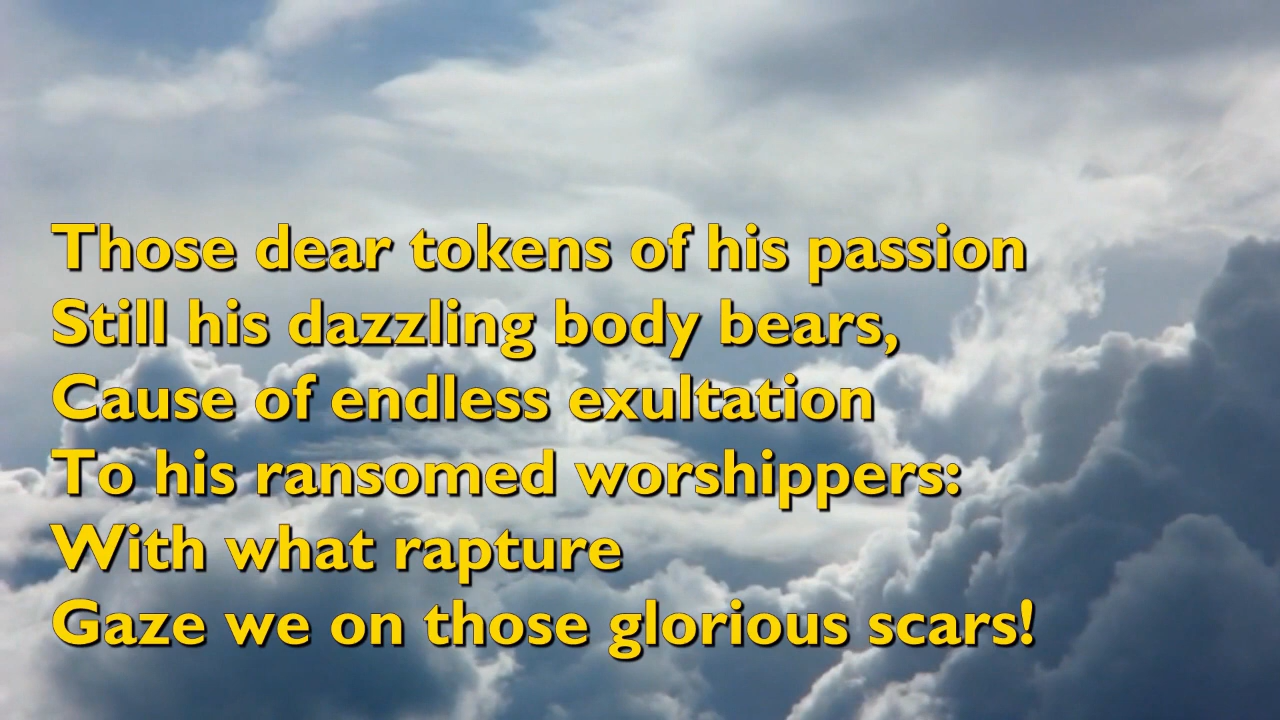 Those dear tokens of his passion
Still his dazzling body bears,
Cause of endless exultation
To his ransomed worshippers:
With what rapture
Gaze we on those glorious scars!